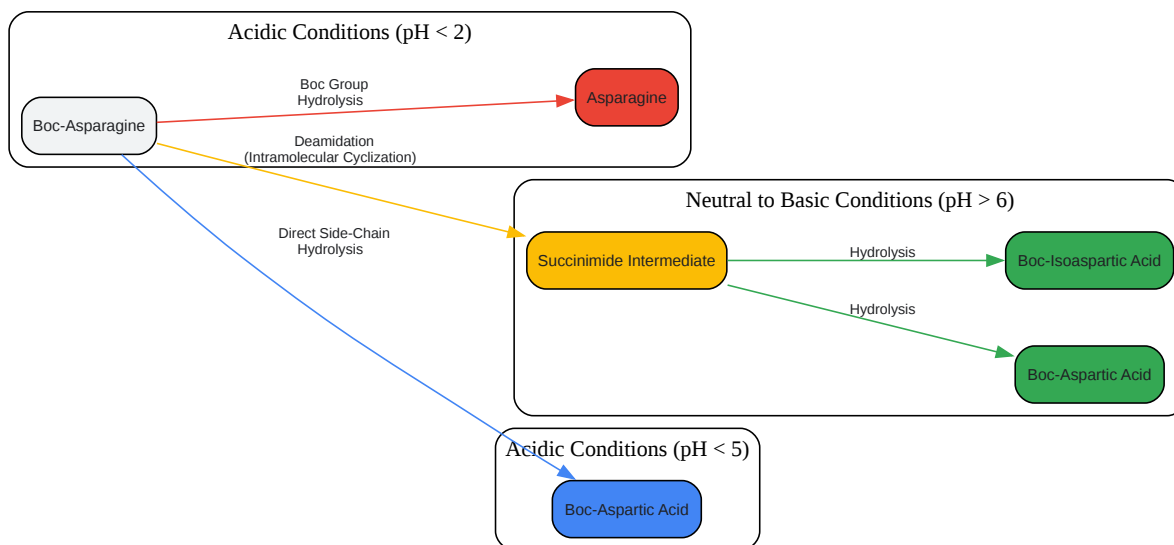 Acidic Conditions (pH < 2)
Boc Group
Hydrolysis
Asparagine
Boc-Asparagine
Deamidation
(Intramolecular Cyclization)
Neutral to Basic Conditions (pH > 6)
Direct Side-Chain
Hydrolysis
Succinimide Intermediate
Hydrolysis
Boc-Isoaspartic Acid
Hydrolysis
Boc-Aspartic Acid
Acidic Conditions (pH < 5)
Boc-Aspartic Acid